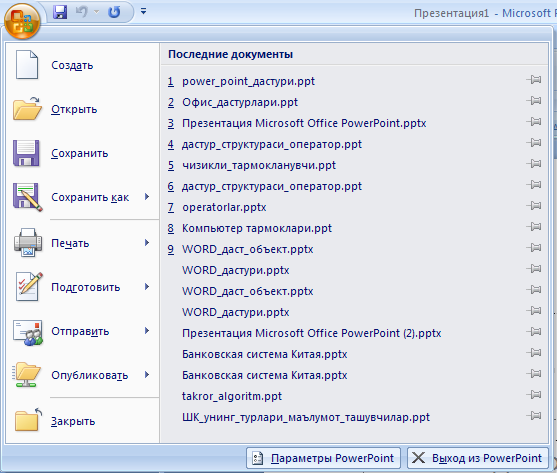 Презентация1 - Microsoft P
Последние документы
Создать
Открыть
Сохранить
Сохранить как
Печать
Подготовить
Отправить
Опубликовать
Закрыть
1 power_point_дастури.ppt
2 Офис_дастурлари.ppt
3 Презентация Microsoft Office PowerPoint.pptx
4 дастур_структураси_оператор.ppt
5 чизикли_тармокланувчи.ppt
6 дастур_структураси_оператор.ppt
7 operatorlar.pptx
8 Компьютер тармоклари.ppt
9 WORD_даст_объект.pptx
WORD_дастури.pptx
WORD_даст_объект.pptx
WORD_дастури.pptx
Презентация Microsoft Office PowerPoint (2).pptx
Банковская система Китая.pptx
Банковская система Китая.pptx
takror_algoritm.ppt
ШК_унинг_турлари_маълумот_ташувчилар.ppt
Параметры PowerPoint
Выход из PowerPoint